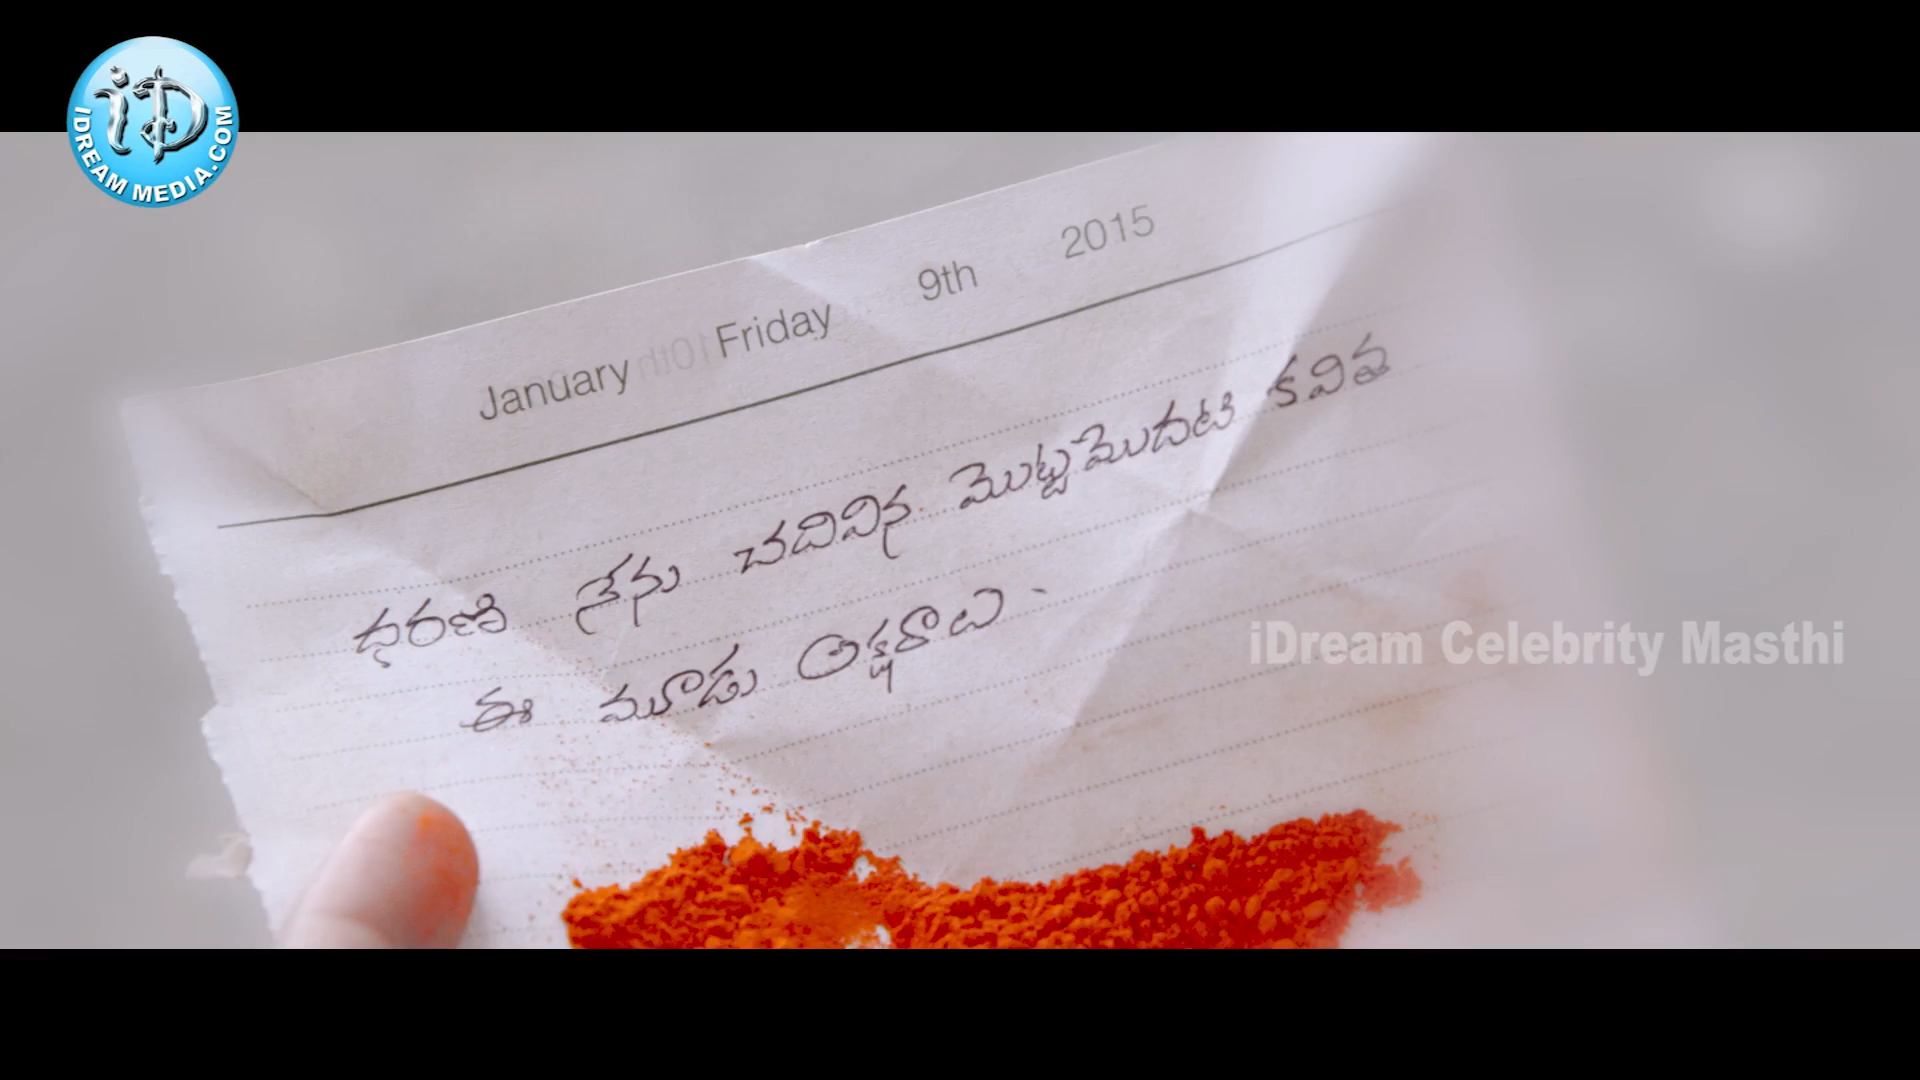 iD
IDREAM MEDIA.COM
January Friday 9th 2015
ధరణి నేను చదివిన మొట్టమొదటి కవిత
ఈ మూడు అక్షరాలు.
iDream Celebrity Masthi